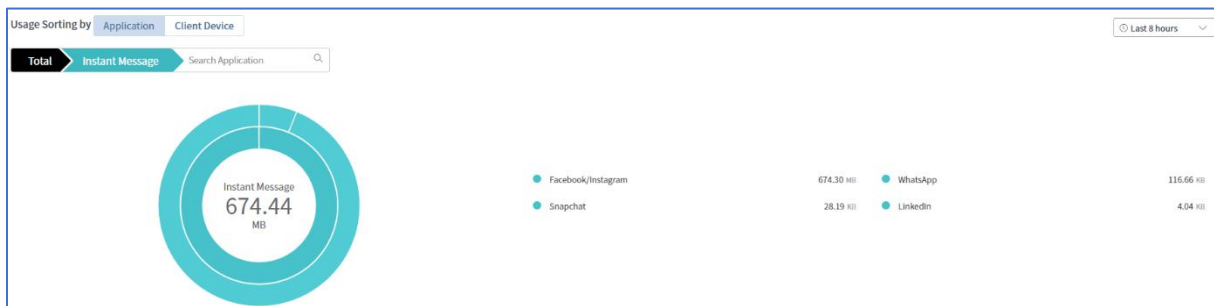 Usage Sorting by Application Client Device Last 8 hours
Total Instant Message Search Application
Instant Message
674.44
MB
Facebook/Instagram 674.30 MB WhatsApp 116.66 KB
Snapchat 28.19 KB LinkedIn 4.04 KB